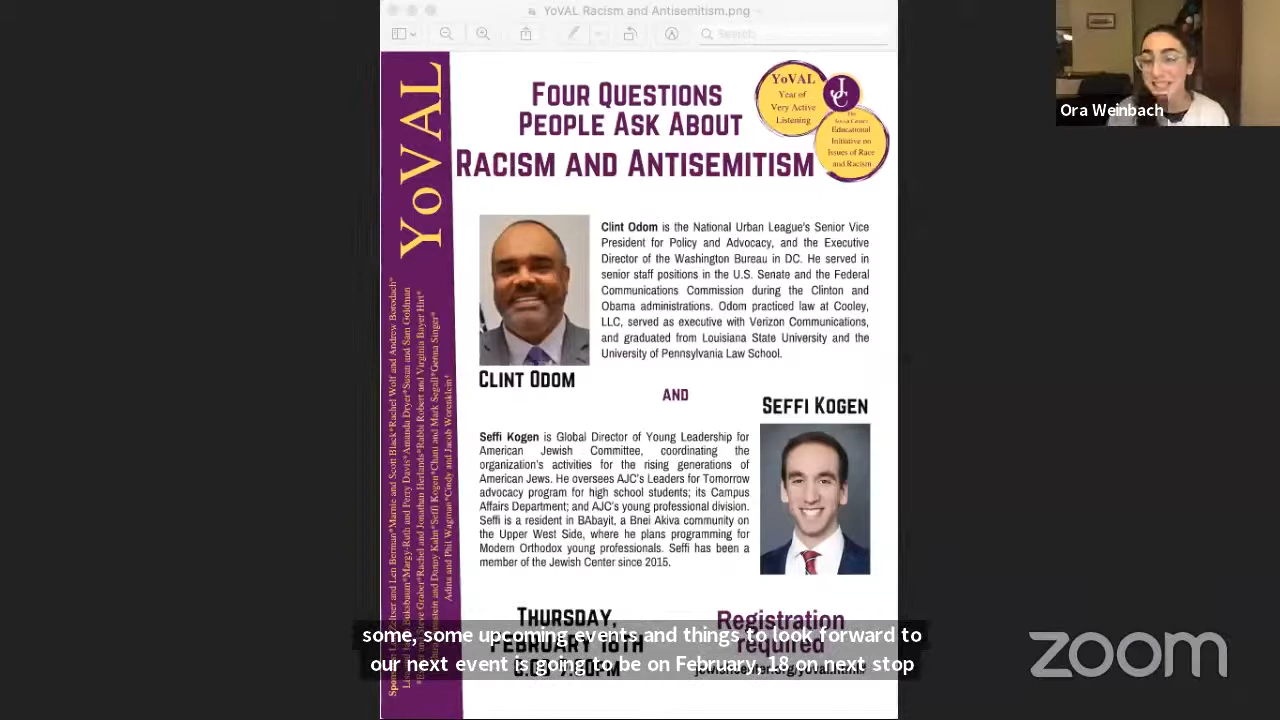 YoVAL Racism and Antisemitism.png
Search
Ora Weinbach
YoVAL
FOUR QUESTIONS
PEOPLE ASK ABOUT
RACISM AND ANTISEMITISM
YoVAL
Year of
Very Active
Listening
JC
Educational
Initiative on
Issues of Race
and Racism
Clint Odom is the National Urban League's Senior Vice
President for Policy and Advocacy, and the Executive
Director of the Washington Bureau in DC. He served in
senior staff positions in the U.S. Senate and the Federal
Communications Commission during the Clinton and
Obama administrations. Odom practiced law at Cooley,
LLC, served as executive with Verizon Communications,
and graduated from Louisiana State University and the
University of Pennsylvania Law School.
CLINT ODOM
AND
SEFFI KOGEN
Seffi Kogen is Global Director of Young Leadership for
American Jewish Committee, coordinating the
organization's activities for the rising generations of
American Jews. He oversees AJC's Leaders for Tomorrow
advocacy program for high school students; its Campus
Affairs Department; and AJC's young professional division.
Seffi is a resident in BAbayit, a Bnei Akiva community on
the Upper West Side, where he plans programming for
Modern Orthodox young professionals. Seffi has been a
member of the Jewish Center since 2015.
THURSDAY,
FEBRUARY 18TH
Registration
required
some, some upcoming events and things to look forward to
our next event is going to be on February, 18 on next stop
zoom